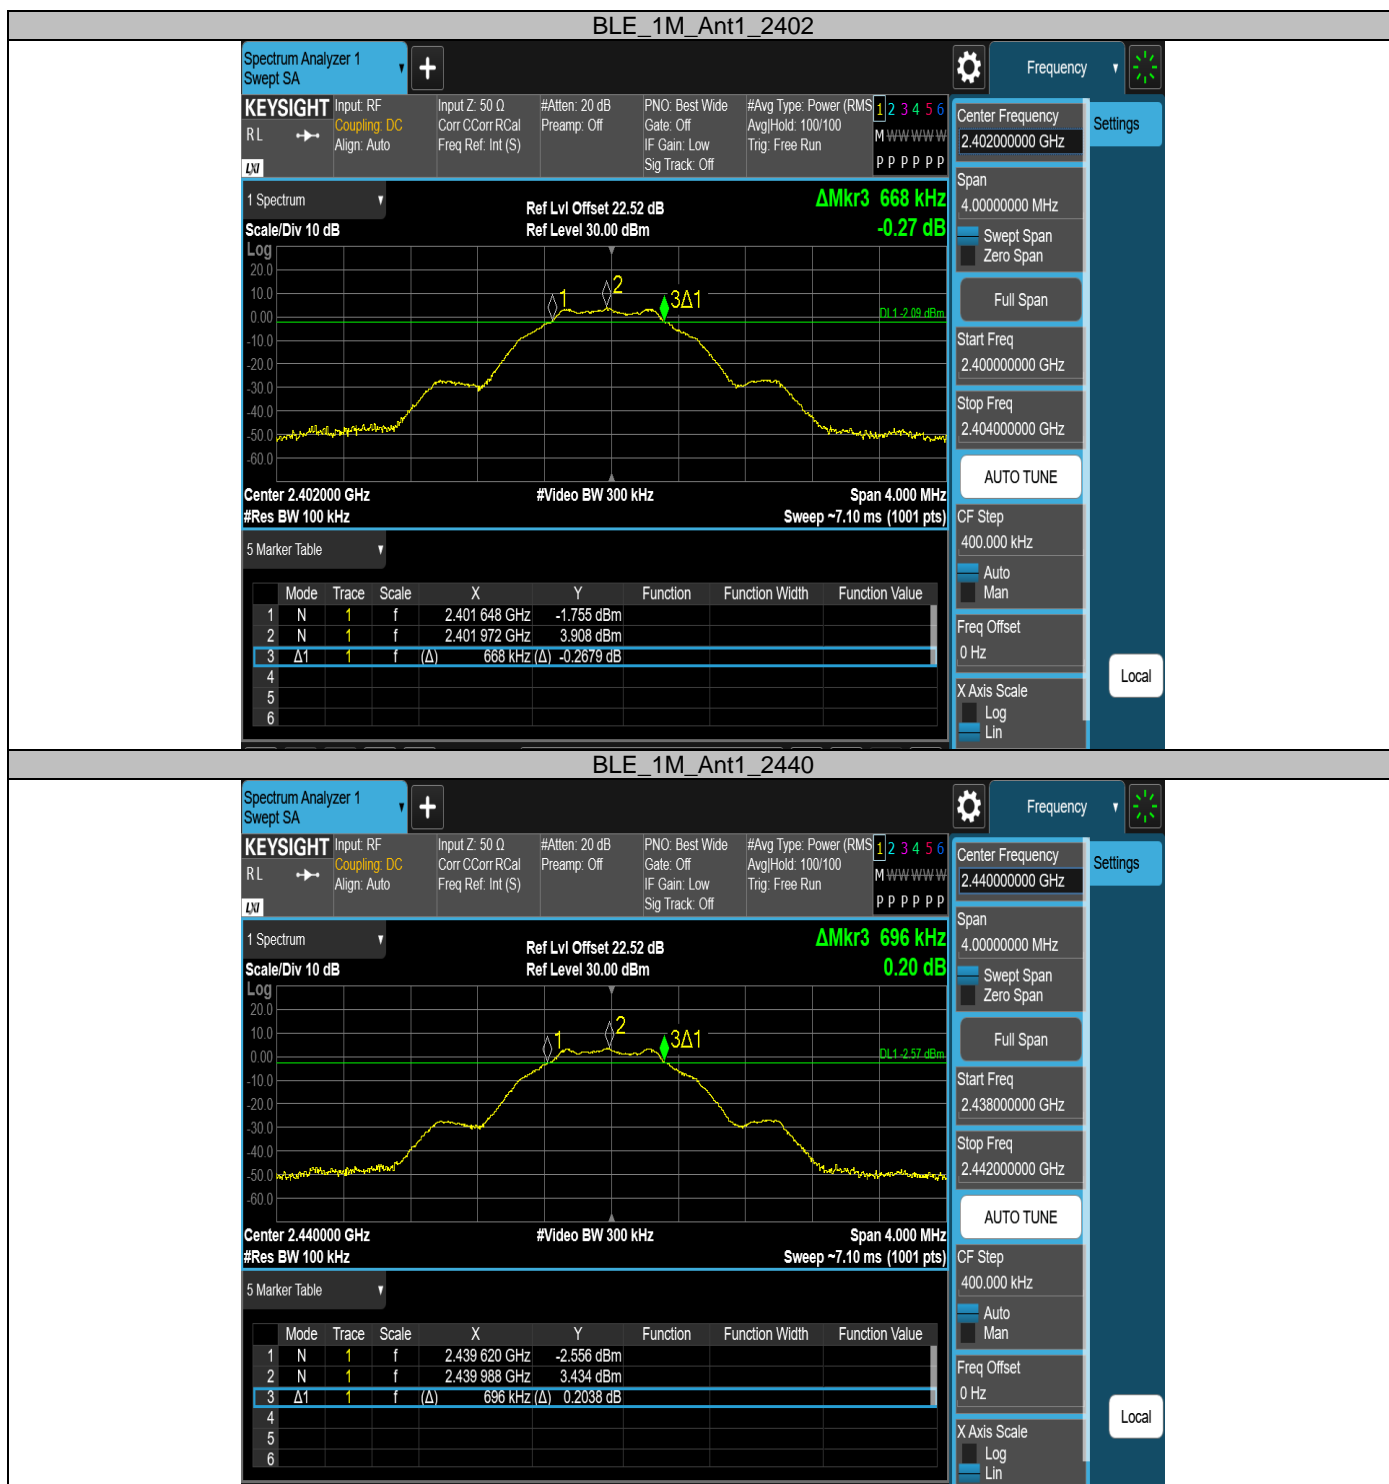 BLE_1M_Ant1_2402
Spectrum Analyzer 1
Swept SA
+
Frequency
KEYSIGHT
RL
LXI
Input: RF
Coupling: DC
Align: Auto
Input Z: 50 Ω
Corr CCorr RCal
Freq Ref: Int (S)
#Atten: 20 dB
Preamp: Off
PNO: Best Wide
Gate: Off
IF Gain: Low
Sig Track: Off
#Avg Type: Power (RMS
Avg|Hold: 100/100
Trig: Free Run
1 2 3 4 5 6
M W W W W W
P P P P P P
Center Frequency
2.402000000 GHz
Settings
Span
4.00000000 MHz
Swept Span
Zero Span
Full Span
Start Freq
2.400000000 GHz
Stop Freq
2.404000000 GHz
AUTO TUNE
CF Step
400.000 kHz
Auto
Man
Freq Offset
0 Hz
X Axis Scale
Log
Lin
Local
1 Spectrum
Scale/Div 10 dB
Ref Lvl Offset 22.52 dB
Ref Level 30.00 dBm
ΔMkr3 668 kHz
-0.27 dB
Log
20.0
10.0
0.00
-10.0
-20.0
-30.0
-40.0
-50.0
-60.0
1
2
3Δ1
DL1 -2.09 dBm
Center 2.402000 GHz
#Video BW 300 kHz
Span 4.000 MHz
#Res BW 100 kHz
Sweep ~7.10 ms (1001 pts)
5 Marker Table
Mode Trace Scale X Y Function Function Width Function Value
1 N 1 f 2.401 648 GHz -1.755 dBm
2 N 1 f 2.401 972 GHz 3.908 dBm
3 Δ1 1 f (Δ) 668 kHz (Δ) -0.2679 dB
4
5
6
BLE_1M_Ant1_2440
Spectrum Analyzer 1
Swept SA
+
Frequency
KEYSIGHT
RL
LXI
Input: RF
Coupling: DC
Align: Auto
Input Z: 50 Ω
Corr CCorr RCal
Freq Ref: Int (S)
#Atten: 20 dB
Preamp: Off
PNO: Best Wide
Gate: Off
IF Gain: Low
Sig Track: Off
#Avg Type: Power (RMS
Avg|Hold: 100/100
Trig: Free Run
1 2 3 4 5 6
M W W W W W
P P P P P P
Center Frequency
2.440000000 GHz
Settings
Span
4.00000000 MHz
Swept Span
Zero Span
Full Span
Start Freq
2.438000000 GHz
Stop Freq
2.442000000 GHz
AUTO TUNE
CF Step
400.000 kHz
Auto
Man
Freq Offset
0 Hz
X Axis Scale
Log
Lin
Local
1 Spectrum
Scale/Div 10 dB
Ref Lvl Offset 22.52 dB
Ref Level 30.00 dBm
ΔMkr3 696 kHz
0.20 dB
Log
20.0
10.0
0.00
-10.0
-20.0
-30.0
-40.0
-50.0
-60.0
1
2
3Δ1
DL1 -2.57 dBm
Center 2.440000 GHz
#Video BW 300 kHz
Span 4.000 MHz
#Res BW 100 kHz
Sweep ~7.10 ms (1001 pts)
5 Marker Table
Mode Trace Scale X Y Function Function Width Function Value
1 N 1 f 2.439 620 GHz -2.556 dBm
2 N 1 f 2.439 988 GHz 3.434 dBm
3 Δ1 1 f (Δ) 696 kHz (Δ) 0.2038 dB
4
5
6